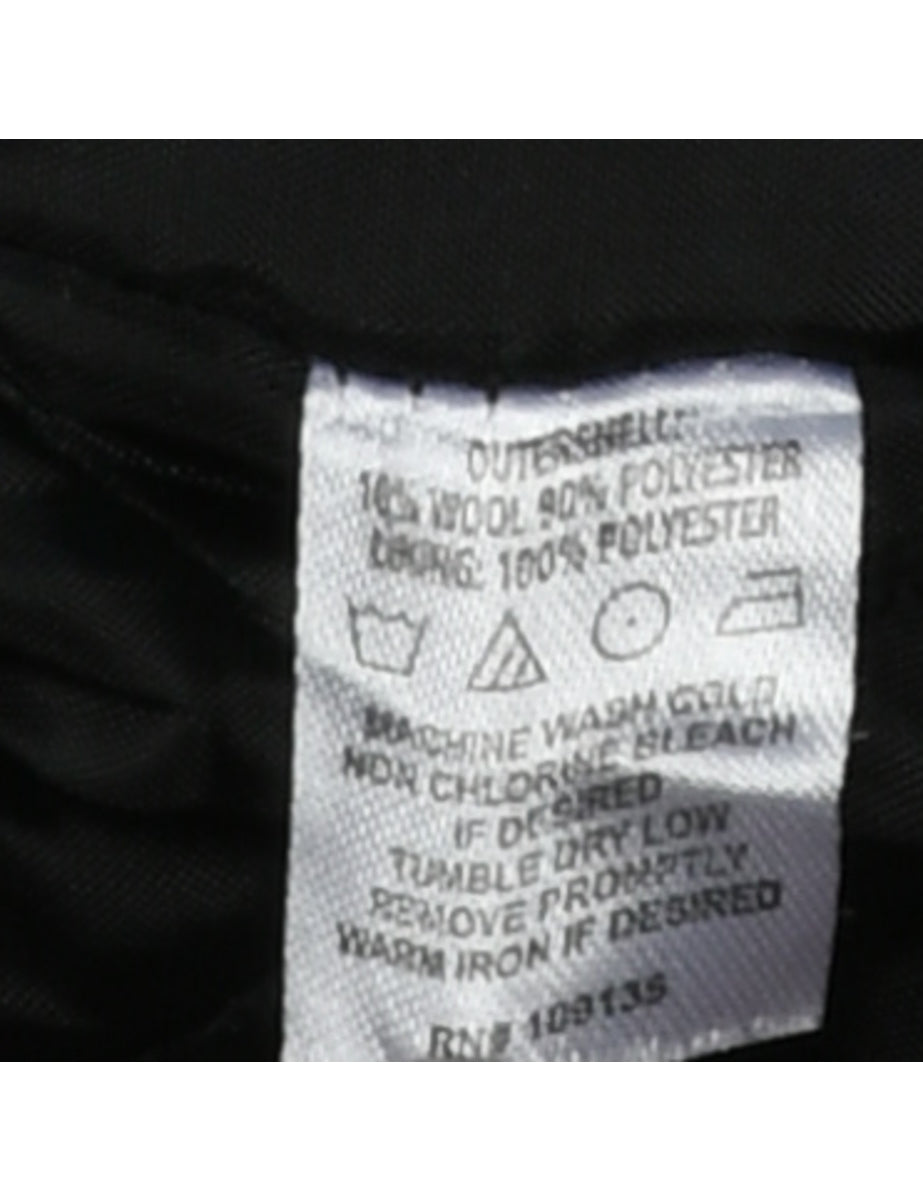 OUTERSHELL:
10% WOOL 90% POLYESTER
LINING: 100% POLYESTER
MACHINE WASH COLD
NON CHLORINE BLEACH
IF DESIRED
TUMBLE DRY LOW
REMOVE PROMPTLY
WARM IRON IF DESIRED
RN# 109135